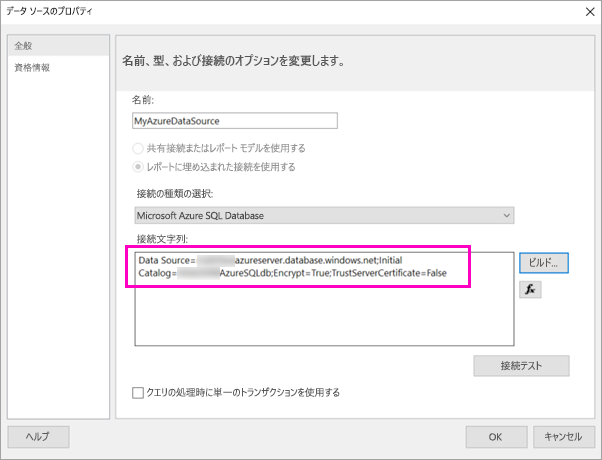 データ ソースのプロパティ
全般
資格情報
名前、型、および接続のオプションを変更します。
名前:
MyAzureDataSource
共有接続またはレポート モデルを使用する
レポートに埋め込まれた接続を使用する
接続の種類の選択:
Microsoft Azure SQL Database
接続文字列:
Data Source= azureserver.database.windows.net;Initial
Catalog= AzureSQLdb;Encrypt=True;TrustServerCertificate=False
ビルド...
fx
接続テスト
クエリの処理時に単一のトランザクションを使用する
ヘルプ
OK
キャンセル